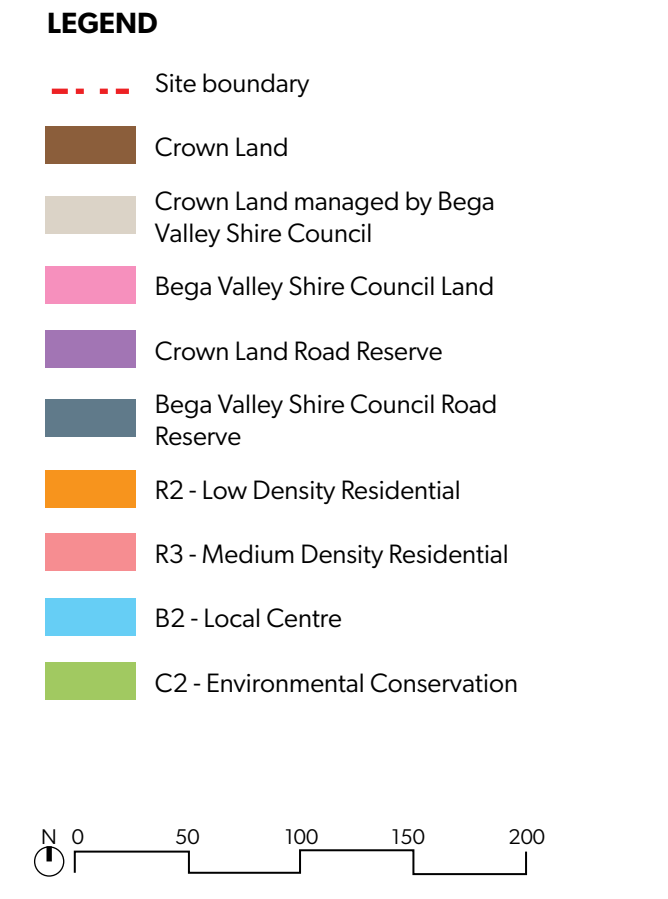 LEGEND
Site boundary
Crown Land
Crown Land managed by Bega
Valley Shire Council
Bega Valley Shire Council Land
Crown Land Road Reserve
Bega Valley Shire Council Road
Reserve
R2 - Low Density Residential
R3 - Medium Density Residential
B2 - Local Centre
C2 - Environmental Conservation
N 0 50 100 150 200